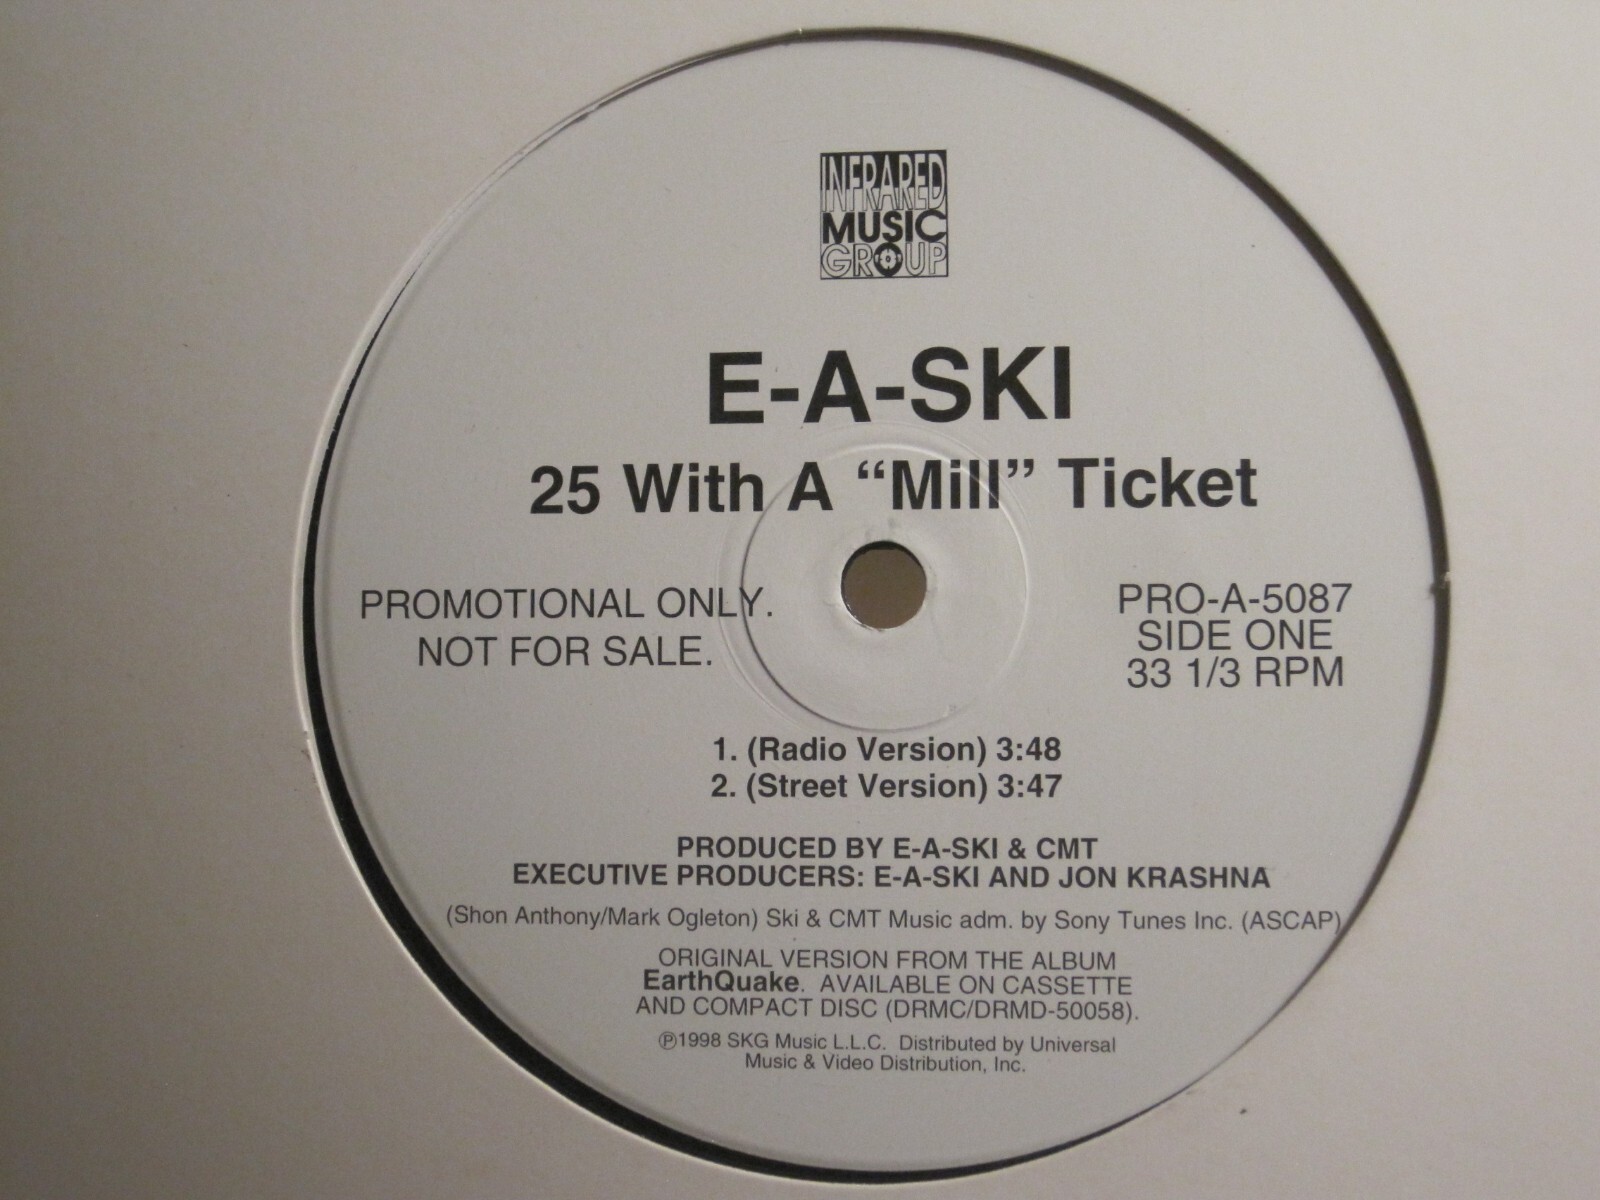 INFRARED
MUSIC
GROUP
E-A-SKI
25 With A “Mill” Ticket
PROMOTIONAL ONLY.
NOT FOR SALE.
PRO-A-5087
SIDE ONE
33 1/3 RPM
1. (Radio Version) 3:48
2. (Street Version) 3:47
PRODUCED BY E-A-SKI & CMT
EXECUTIVE PRODUCERS: E-A-SKI AND JON KRASHNA
(Shon Anthony/Mark Ogleton) Ski & CMT Music adm. by Sony Tunes Inc. (ASCAP)
ORIGINAL VERSION FROM THE ALBUM
EarthQuake. AVAILABLE ON CASSETTE
AND COMPACT DISC (DRMC/DRMD-50058).
℗1998 SKG Music L.L.C. Distributed by Universal
Music & Video Distribution, Inc.